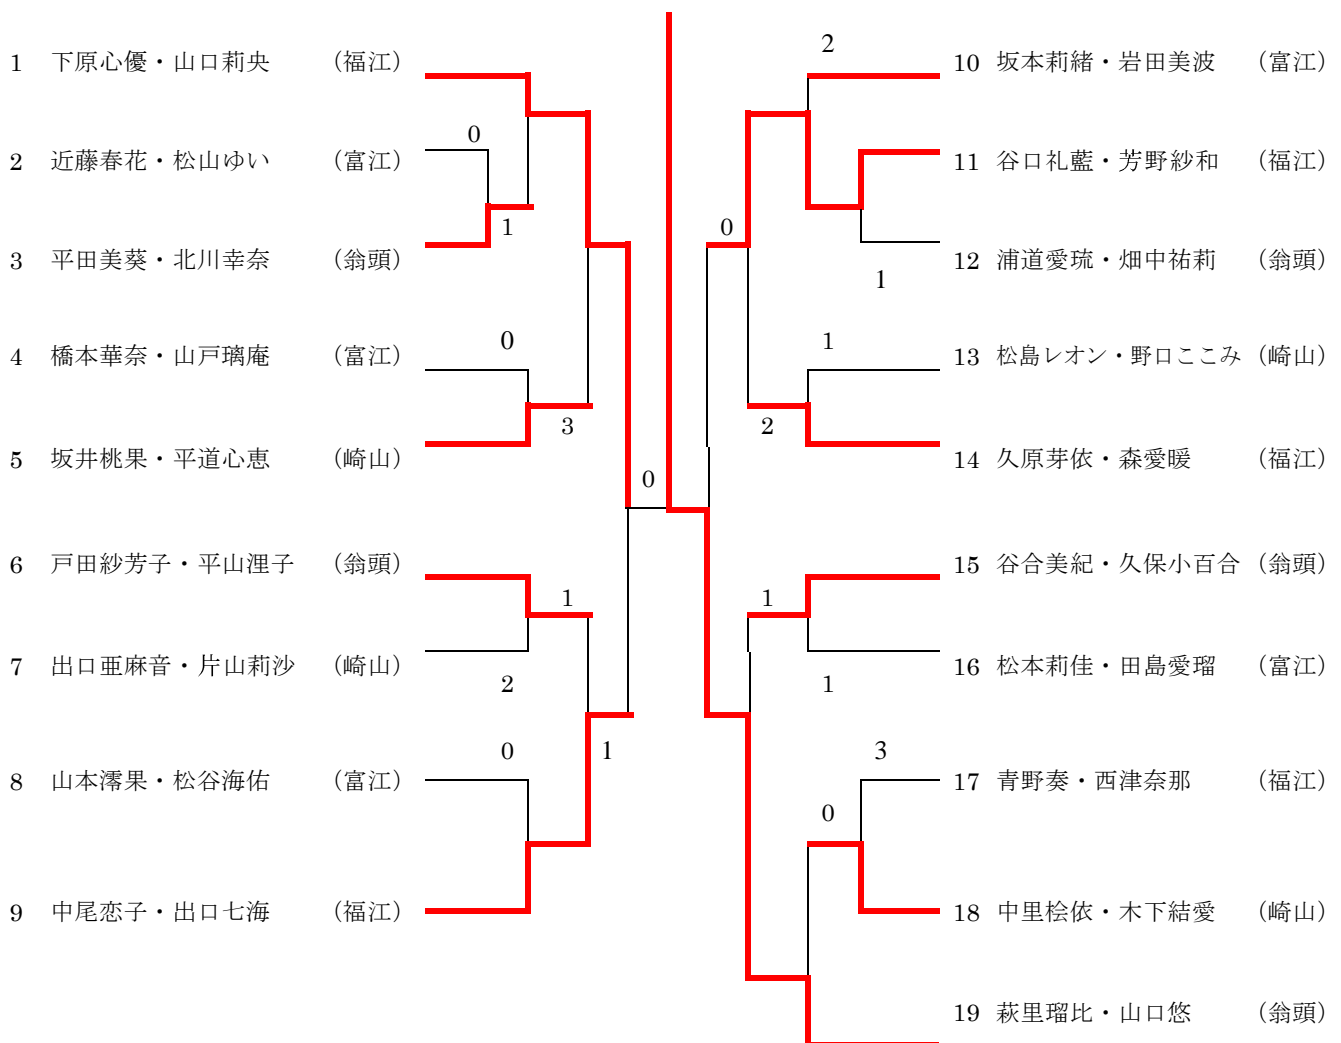 1 下原心優・山口莉央 （福江）
2 近藤春花・松山ゆい （富江）
3 平田美葵・北川幸奈 （翁頭）
4 橋本華奈・山戸璃庵 （富江）
5 坂井桃果・平道心恵 （崎山）
6 戸田紗芳子・平山浬子 （翁頭）
7 出口亜麻音・片山莉沙 （崎山）
8 山本澪果・松谷海佑 （富江）
9 中尾恋子・出口七海 （福江）
0
1
0
3
1
2
0
1
0
2
0
1
1
2
1
1
3
0
10 坂本莉緒・岩田美波 （富江）
11 谷口礼藍・芳野紗和 （福江）
12 浦道愛琉・畑中祐莉 （翁頭）
13 松島レオン・野口ここみ （崎山）
14 久原芽依・森愛暖 （福江）
15 谷合美紀・久保小百合 （翁頭）
16 松本莉佳・田島愛瑠 （富江）
17 青野奏・西津奈那 （福江）
18 中里桧依・木下結愛 （崎山）
19 萩里瑠比・山口悠 （翁頭）